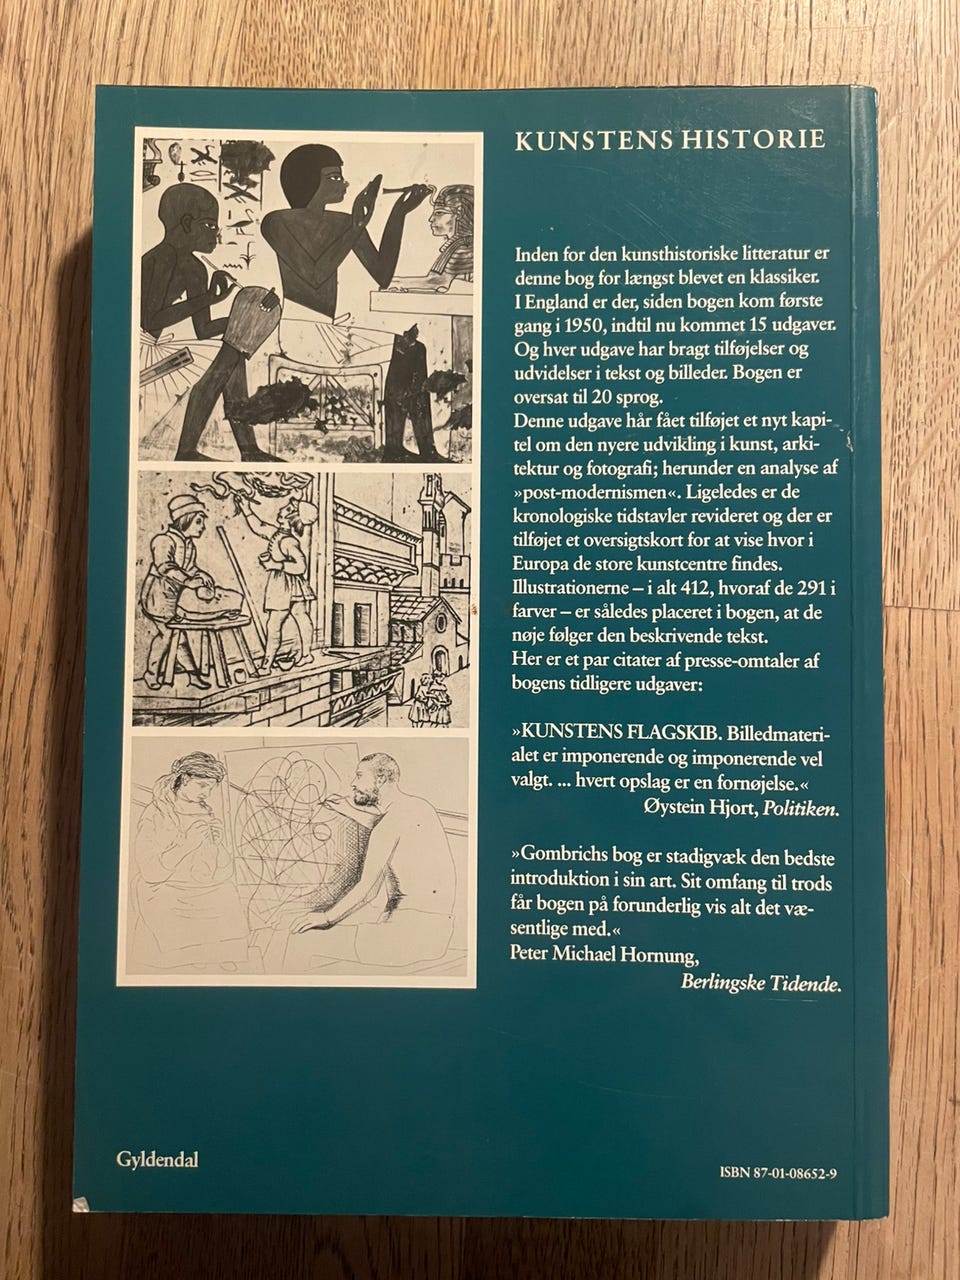 KUNSTENS HISTORIE
Inden for den kunsthistoriske litteratur er
denne bog for længst blevet en klassiker.
I England er der, siden bogen kom første
gang i 1950, indtil nu kommet 15 udgaver.
Og hver udgave har bragt tilføjelser og
udvidelser i tekst og billeder. Bogen er
oversat til 20 sprog.
Denne udgave hår fået tilføjet et nyt kapi-
tel om den nyere udvikling i kunst, arki-
tektur og fotografi; herunder en analyse af
»post-modernismen«. Ligeledes er de
kronologiske tidstavler revideret og der er
tilføjet et oversigtskort for at vise hvor i
Europa de store kunstcentre findes.
Illustrationerne – i alt 412, hvoraf de 291 i
farver – er således placeret i bogen, at de
nøje følger den beskrivende tekst.
Her er et par citater af presse-omtaler af
bogens tidligere udgaver:
»KUNSTENS FLAGSKIB. Billedmateri-
alet er imponerende og imponerende vel
valgt. ... hvert opslag er en fornøjelse.«
Øystein Hjort, Politiken.
»Gombrichs bog er stadigvæk den bedste
introduktion i sin art. Sit omfang til trods
får bogen på forunderlig vis alt det væ-
sentlige med.«
Peter Michael Hornung,
Berlingske Tidende.
Gyldendal
ISBN 87-01-08652-9